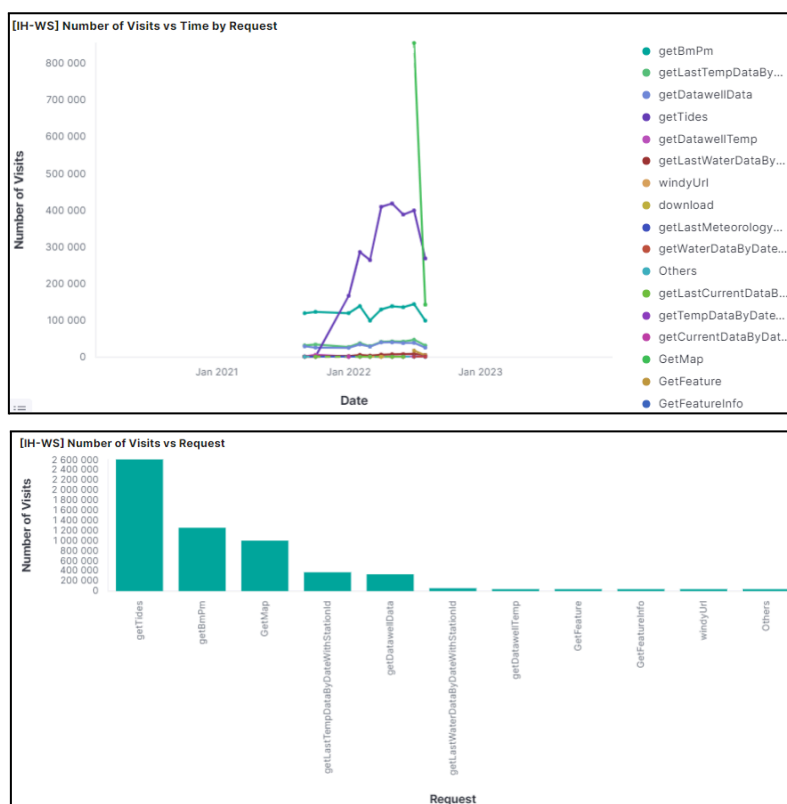 [IH-WS] Number of Visits vs Time by Request
Number of Visits
800 000
700 000
600 000
500 000
400 000
300 000
200 000
100 000
0
Jan 2021
Jan 2022
Jan 2023
Date
getBmPm
getLastTempDataBy...
getDatawellData
getTides
getDatawellTemp
getLastWaterDataBy...
windyUrl
download
getLastMeteorology...
getWaterDataByDate...
Others
getLastCurrentDataB...
getTempDataByDate...
getCurrentDataByDat...
GetMap
GetFeature
GetFeatureInfo
[IH-WS] Number of Visits vs Request
Number of Visits
2 600 000
2 400 000
2 200 000
2 000 000
1 800 000
1 600 000
1 400 000
1 200 000
1 000 000
800 000
600 000
400 000
200 000
0
getTides
getBmPm
GetMap
getLastTempDataByDateWithStationId
getDatawellData
getLastWaterDataByDateWithStationId
getDatawellTemp
GetFeature
GetFeatureInfo
windyUrl
Others
Request